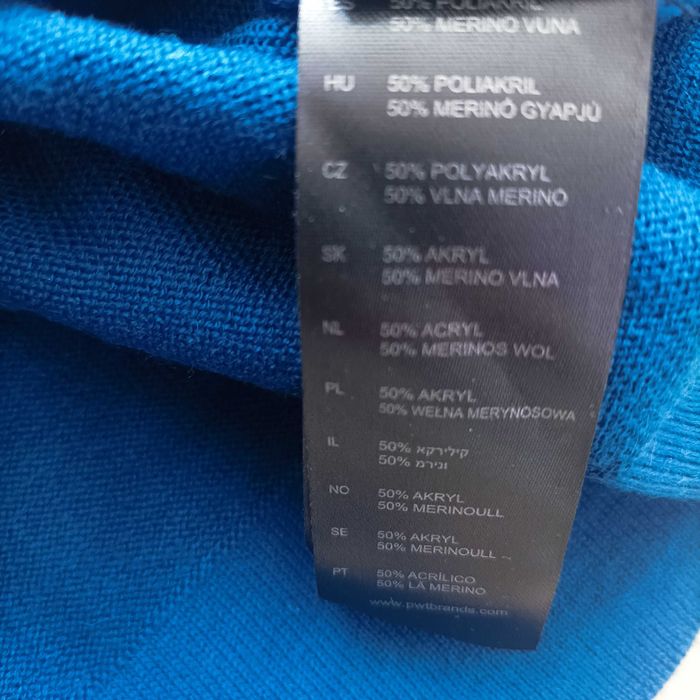 50% POLIAKRIL
50% MERINO VUNA
HU 50% POLIAKRIL
50% MERINÓ GYAPJÚ
CZ 50% POLYAKRYL
50% VLNA MERINO
SK 50% AKRYL
50% MERINO VLNA
NL 50% ACRYL
50% MERINOS WOL
PL 50% AKRYL
50% WEŁNA MERYNOSOWA
IL 50% אקריליק
50% מרינו
NO 50% AKRYL
50% MERINOULL
SE 50% AKRYL
50% MERINOULL
PT 50% ACRÍLICO
50% LÃ MERINO
www.pwtbrands.com